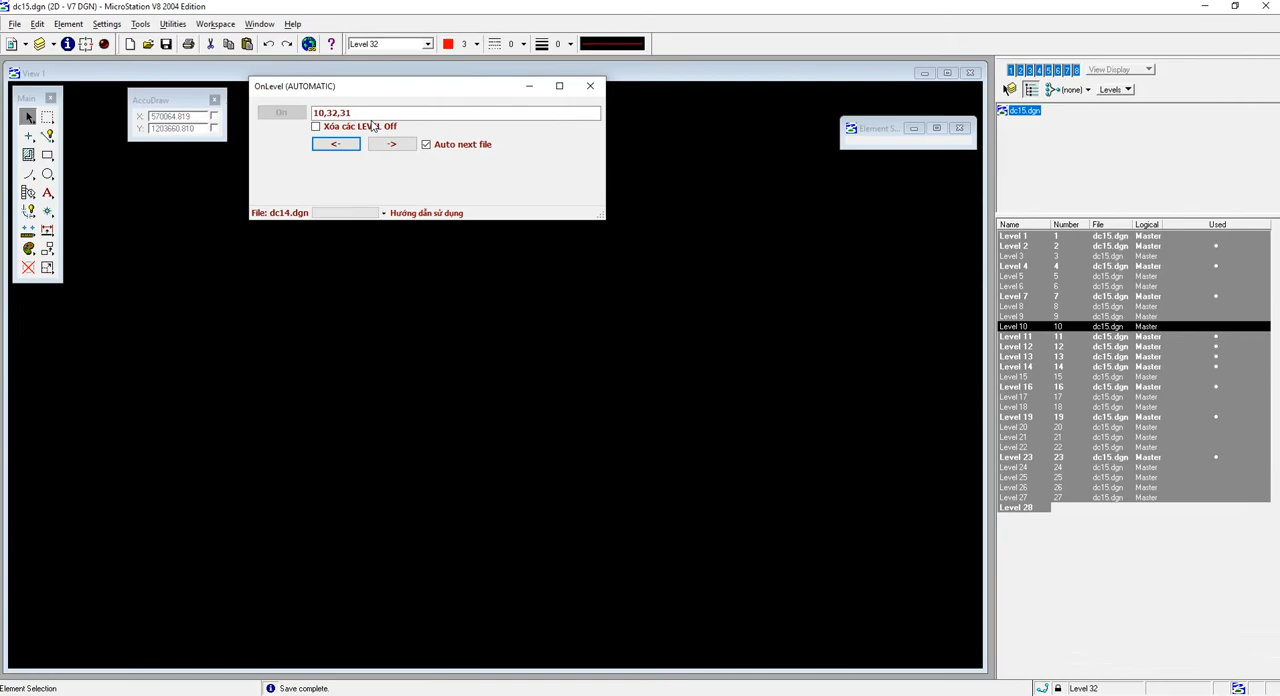 dc15.dgn (2D - V7 DGN) - MicroStation V8 2004 Edition
File Edit Element Settings Tools Utilities Workspace Window Help
Level 32 3 0 0
View 1
Main
AccuDraw
X: 570064.819
Y: 1203660.810
OnLevel (AUTOMATIC)
On 10,32,31
Xóa các LEVEL Off
<- -> Auto next file
File: dc14.dgn Hướng dẫn sử dụng
Element S...
1 2 3 4 5 6 7 8 View Display
(none) Levels
dc15.dgn
Name Number File Logical Used
Level 1 1 dc15.dgn Master
Level 2 2 dc15.dgn Master
Level 3 3 dc15.dgn Master
Level 4 4 dc15.dgn Master
Level 5 5 dc15.dgn Master
Level 6 6 dc15.dgn Master
Level 7 7 dc15.dgn Master
Level 8 8 dc15.dgn Master
Level 9 9 dc15.dgn Master
Level 10 10 dc15.dgn Master
Level 11 11 dc15.dgn Master
Level 12 12 dc15.dgn Master
Level 13 13 dc15.dgn Master
Level 14 14 dc15.dgn Master
Level 15 15 dc15.dgn Master
Level 16 16 dc15.dgn Master
Level 17 17 dc15.dgn Master
Level 18 18 dc15.dgn Master
Level 19 19 dc15.dgn Master
Level 20 20 dc15.dgn Master
Level 21 21 dc15.dgn Master
Level 22 22 dc15.dgn Master
Level 23 23 dc15.dgn Master
Level 24 24 dc15.dgn Master
Level 25 25 dc15.dgn Master
Level 26 26 dc15.dgn Master
Level 27 27 dc15.dgn Master
Level 28
Element Selection Save complete. Level 32